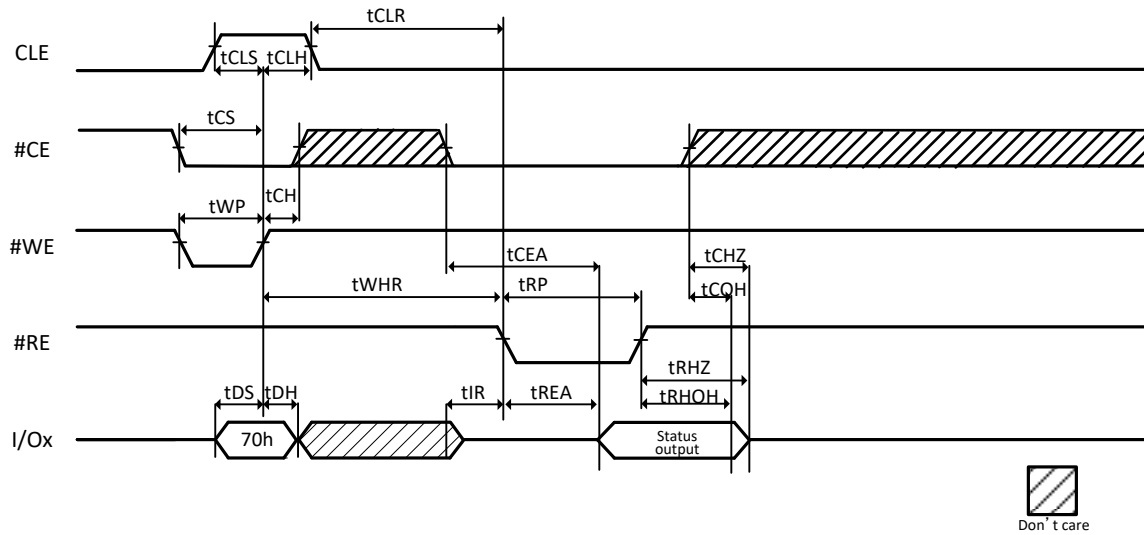 tCLR
CLE
tCLS tCLH
tCS
#CE
tCH
tWP
#WE
tCEA
tCHZ
tWHR
tRP
tCOH
#RE
tRHZ
tDS tDH
tIR
tREA
tRHOH
I/Ox
70h
Status
output
Don't care